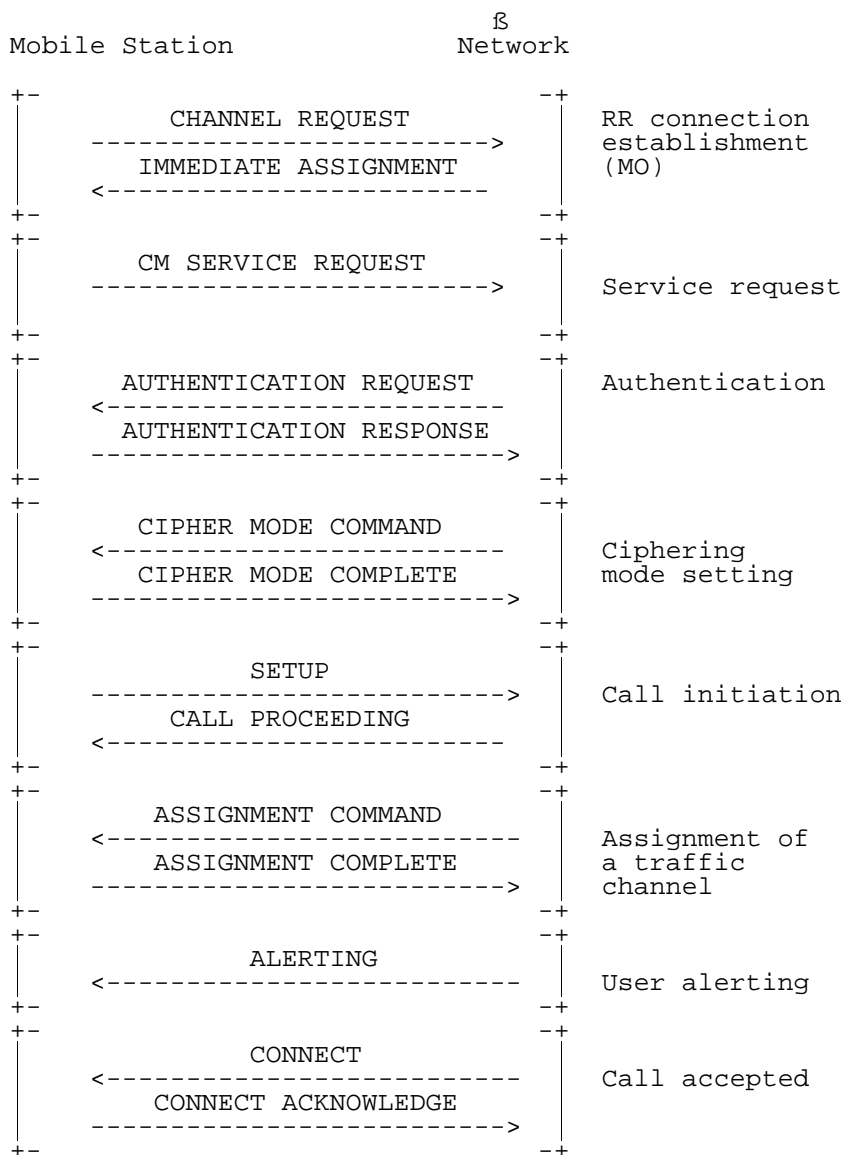 ß
Mobile Station Network
CHANNEL REQUEST RR connection
-------------------------> establishment
IMMEDIATE ASSIGNMENT (MO)
<------------------------
CM SERVICE REQUEST
-------------------------> Service request
AUTHENTICATION REQUEST Authentication
<-------------------------
AUTHENTICATION RESPONSE
-------------------------->
CIPHER MODE COMMAND
<------------------------- Ciphering
CIPHER MODE COMPLETE mode setting
-------------------------->
SETUP
--------------------------> Call initiation
CALL PROCEEDING
<-------------------------
ASSIGNMENT COMMAND
<-------------------------- Assignment of
ASSIGNMENT COMPLETE a traffic
--------------------------> channel
ALERTING
<-------------------------- User alerting
CONNECT
<-------------------------- Call accepted
CONNECT ACKNOWLEDGE
-------------------------->